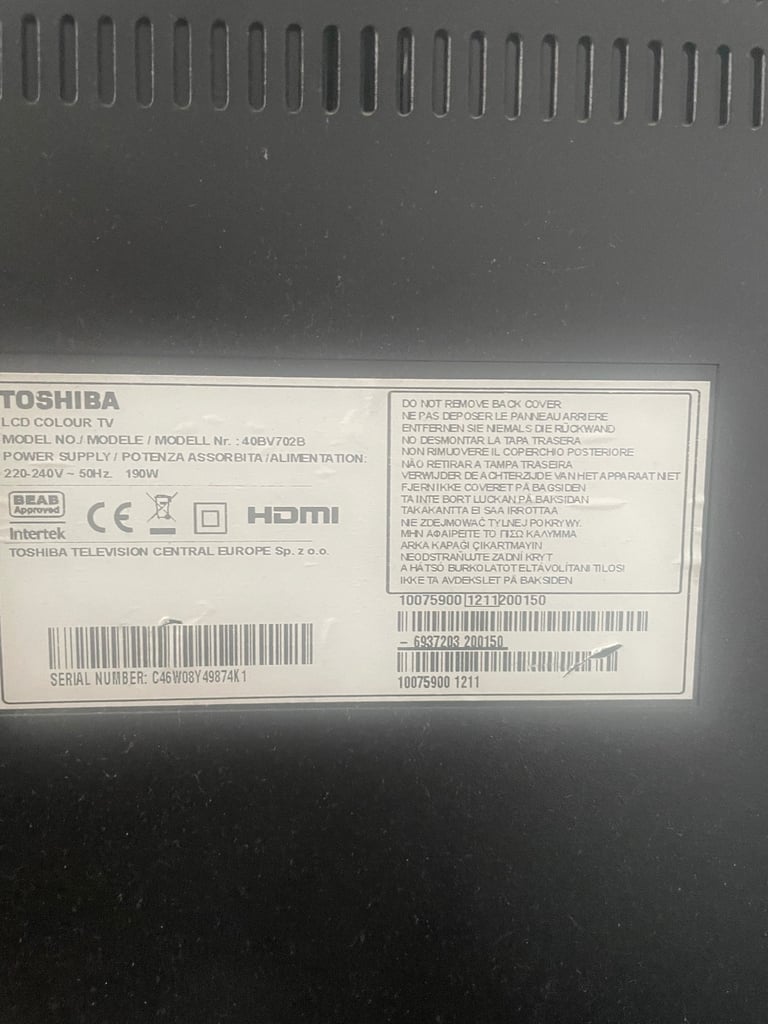 TOSHIBA
LCD COLOUR TV
MODEL NO./ MODELE / MODELL Nr. : 40BV702B
POWER SUPPLY / POTENZA ASSORBITA /ALIMENTATION:
220-240V ~ 50Hz. 190W
BEAB
Approved
Intertek
CE
HDMI
TOSHIBA TELEVISION CENTRAL EUROPE Sp. z o.o.
SERIAL NUMBER: C46W08Y49874K1
DO NOT REMOVE BACK COVER
NE PAS DEPOSER LE PANNEAU ARRIERE
ENTFERNEN SIE NIEMALS DIE RÜCKWAND
NO DESMONTAR LA TAPA TRASERA
NON RIMUOVERE IL COPERCHIO POSTERIORE
NÃO RETIRAR A TAMPA TRASEIRA
VERWIJDER DE ACHTERZIJDE VAN HET APPARAAT NIET
FJERN IKKE COVERET PÅ BAGSIDEN
TA INTE BORT LUCKAN PÅ BAKSIDAN
TAKAKANTTA EI SAA IRROTTAA
NIE ZDEJMOWAĆ TYLNEJ POKRYWY.
ΜΗΝ ΑΦΑΙΡΕΙΤΕ ΤΟ ΠΙΣΩ ΚΑΛΥΜΜΑ
ARKA KAPAĞI ÇIKARTMAYIN
NEODSTRAŇUJTE ZADNÍ KRYT
A HÁTSÓ BURKOLATOT ELTÁVOLÍTANI TILOS!
IKKE TA AVDEKSLET PÅ BAKSIDEN
10075900 1211 200150
- 6937203 200150
10075900 1211